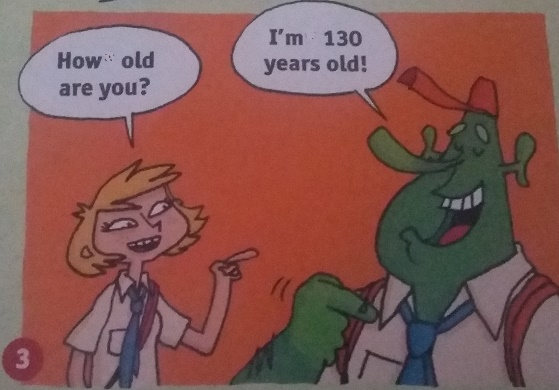 How old
are you?
I'm 130
years old!
3